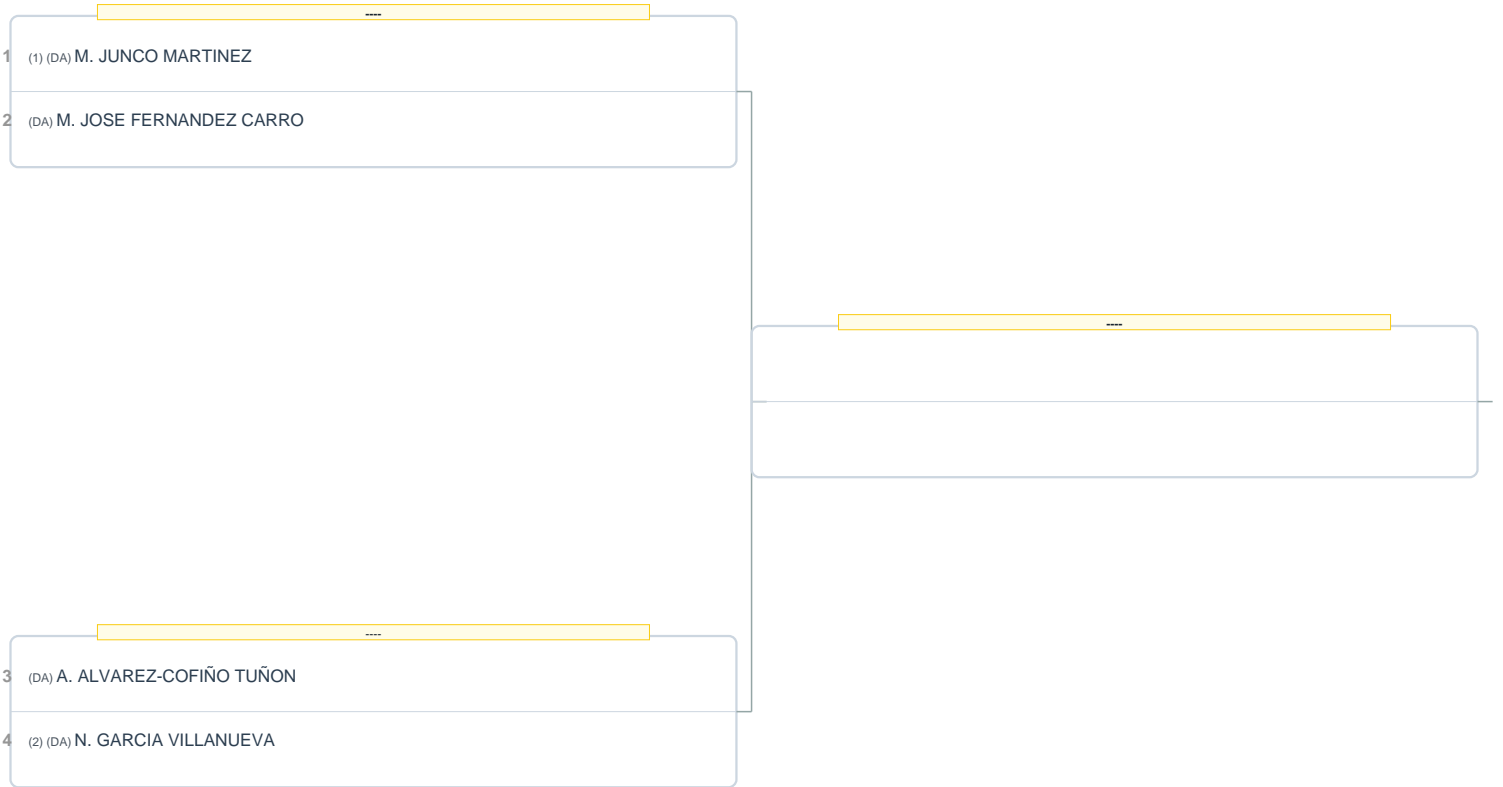 ----
1 (1) (DA) M. JUNCO MARTINEZ
2 (DA) M. JOSE FERNANDEZ CARRO
----
----
3 (DA) A. ALVAREZ-COFIÑO TUÑON
4 (2) (DA) N. GARCIA VILLANUEVA